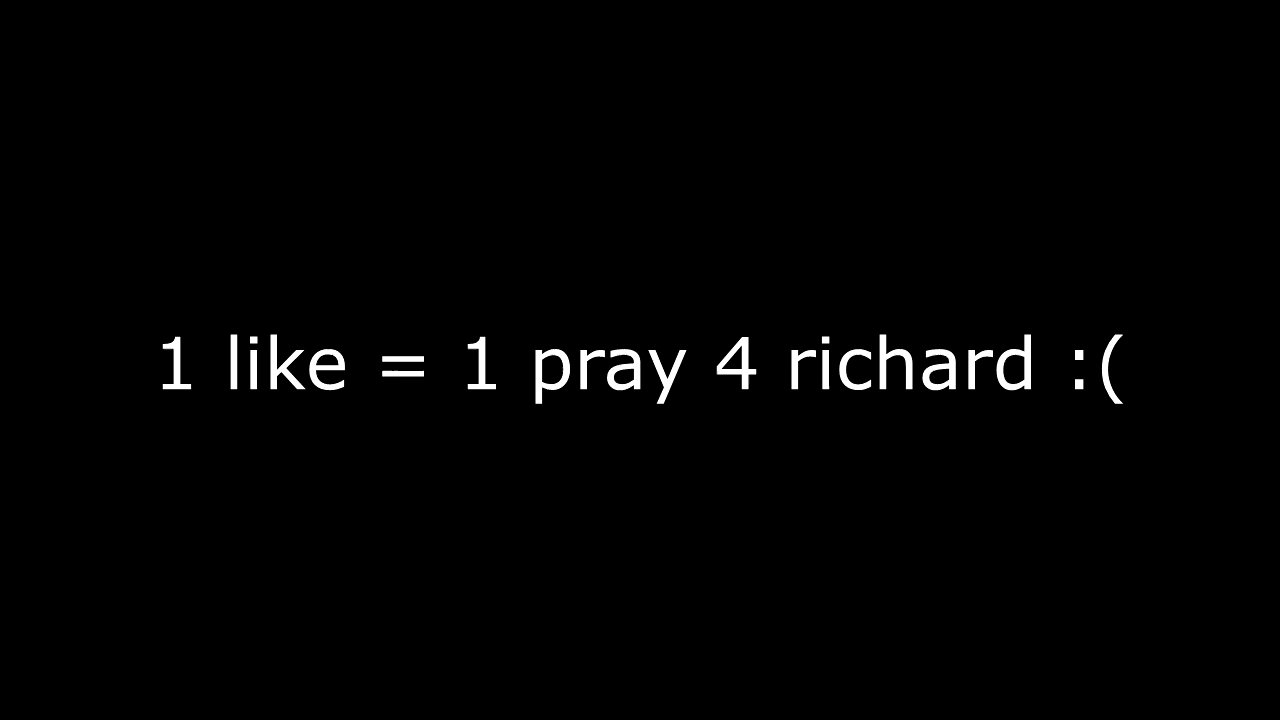 1 like = 1 pray 4 richard :(